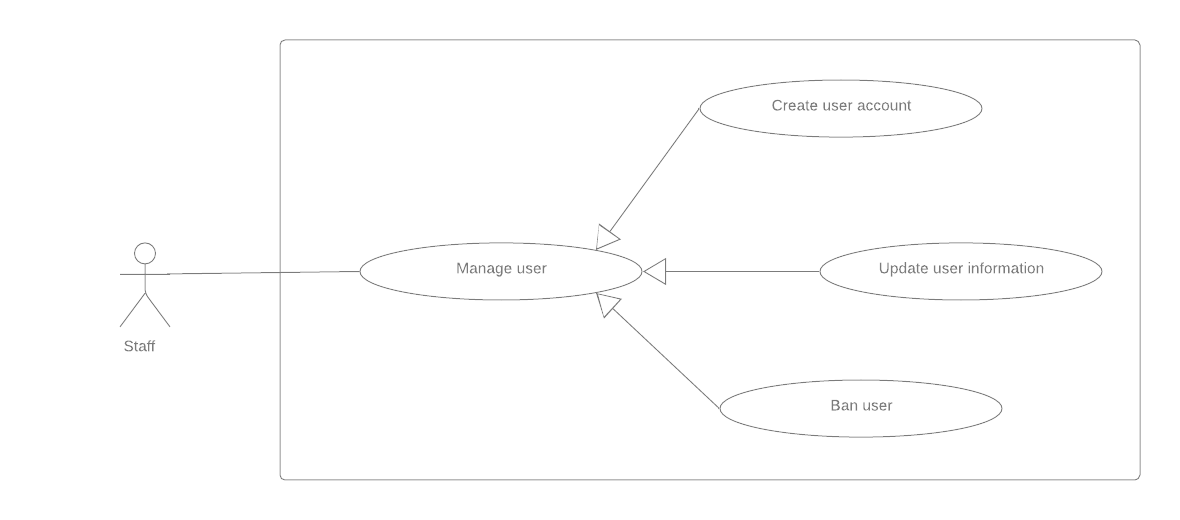 Create user account
Manage user
Update user information
Staff
Ban user